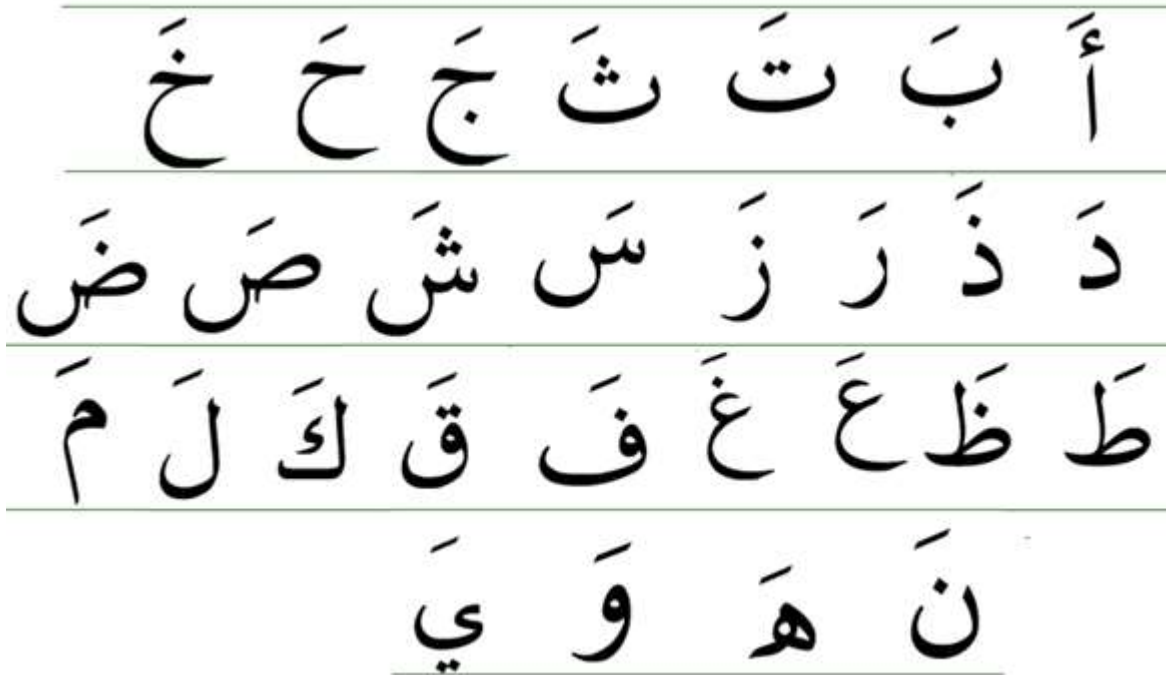 أَ بَ تَ ثَ جَ حَ خَ
دَ ذَ رَ زَ سَ شَ صَ ضَ
طَ ظَ عَ غَ فَ قَ كَ لَ مَ
نَ هَ وَ يَ